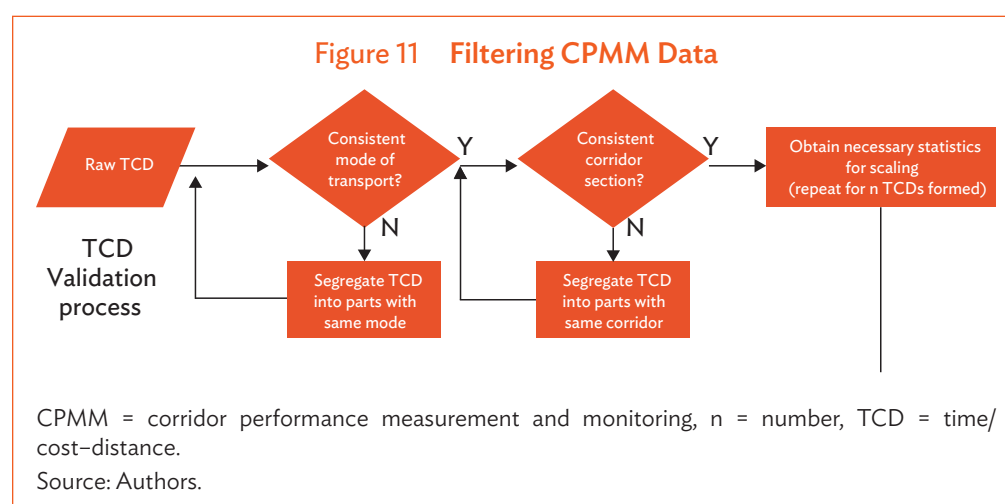 Figure 11 Filtering CPMM Data
Raw TCD
Consistent
mode of
transport?
Y
Consistent
corridor
section?
Y
Obtain necessary statistics
for scaling
(repeat for n TCDs formed)
N
N
TCD
Validation
process
Segregate TCD
into parts with
same mode
Segregate TCD
into parts with
same corridor
CPMM = corridor performance measurement and monitoring, n = number, TCD = time/
cost–distance.
Source: Authors.